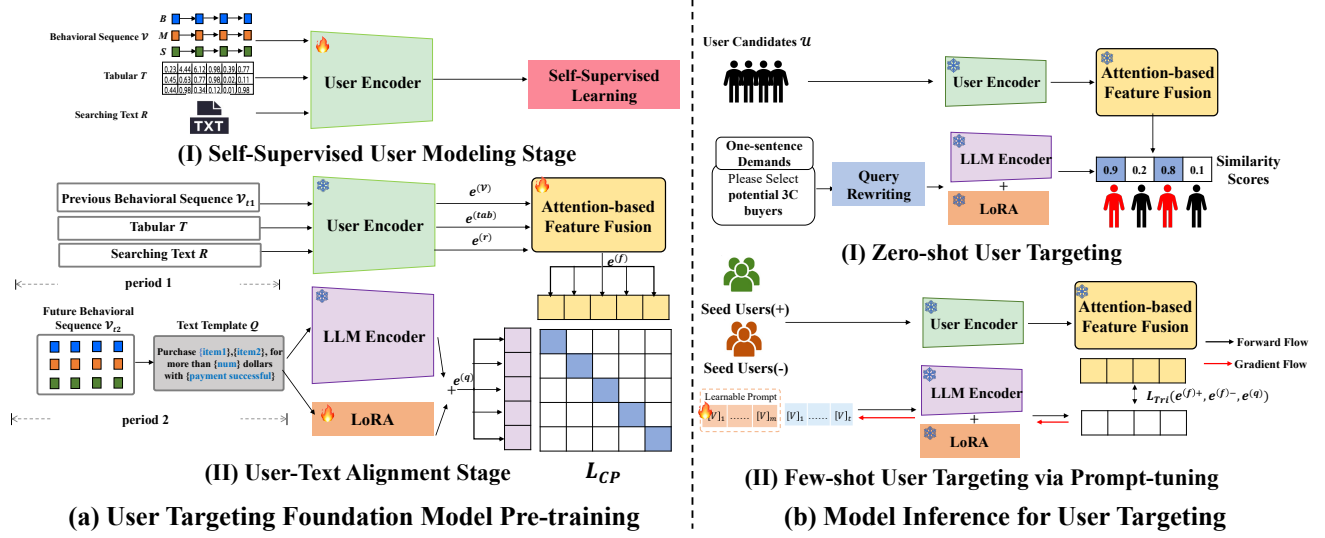 B
Behavioral Sequence 𝒱
M
S
Tabular T
0.23 4.44 6.12 0.98 0.39 0.77
0.45 0.63 0.77 0.98 0.02 0.11
0.44 0.98 0.34 0.12 0.01 0.98
Searching Text R
TXT
User Encoder
Self-Supervised
Learning
(I) Self-Supervised User Modeling Stage
Previous Behavioral Sequence 𝒱t1
Tabular T
Searching Text R
period 1
User Encoder
e(𝒱)
e(tab)
e(r)
Attention-based
Feature Fusion
e(f)
Future Behavioral
Sequence 𝒱t2
Text Template Q
Purchase {item1},{item2}, for
more than {num} dollars
with {payment successful}
period 2
LLM Encoder
LoRA
+
e(q)
LCP
(II) User-Text Alignment Stage
(a) User Targeting Foundation Model Pre-training
User Candidates 𝒰
User Encoder
Attention-based
Feature Fusion
One-sentence
Demands
Please Select
potential 3C
buyers
Query
Rewriting
LLM Encoder
+
LoRA
0.9 0.2 0.8 0.1
Similarity
Scores
(I) Zero-shot User Targeting
Seed Users(+)
Seed Users(-)
User Encoder
Attention-based
Feature Fusion
Forward Flow
Gradient Flow
Learnable Prompt
[V]1 ...... [V]m [V]1 ...... [V]t
LLM
Encoder
+
LoRA
LTri(e(f)+, e(f)−, e(q))
(II) Few-shot User Targeting via Prompt-tuning
(b) Model Inference for User Targeting